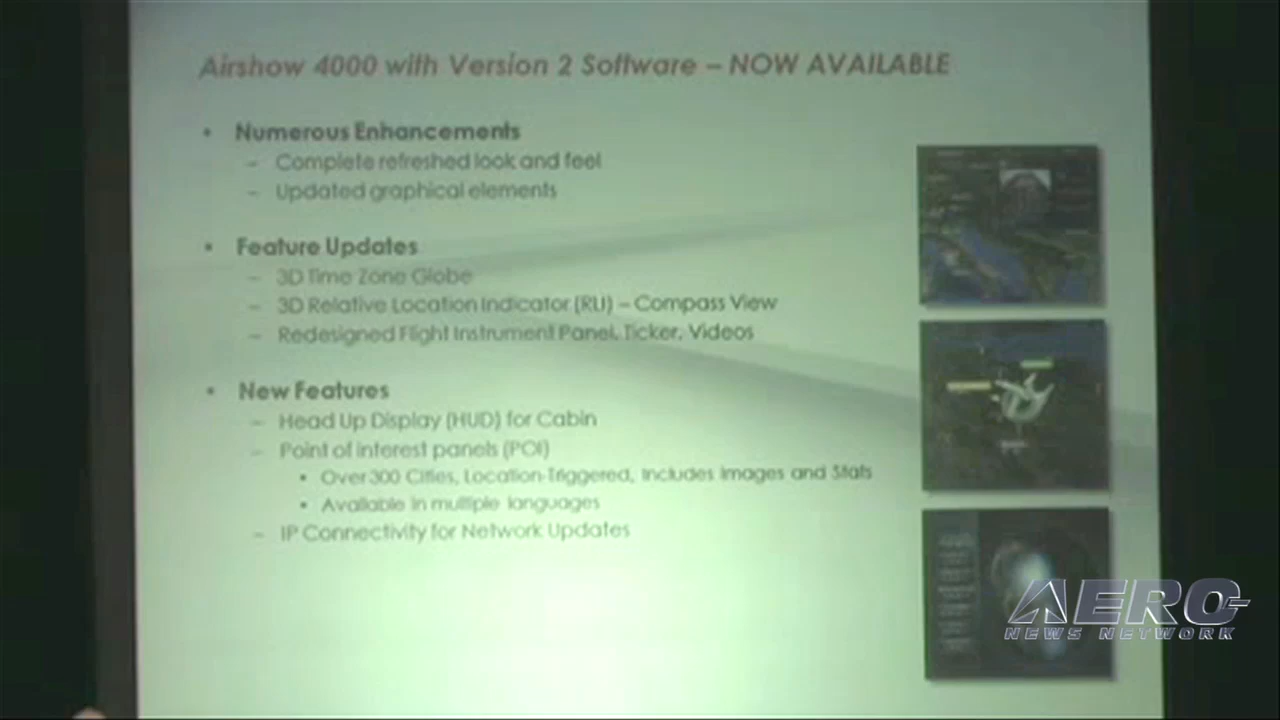 Airshow 4000 with Version 2 Software – NOW AVAILABLE
• Numerous Enhancements
– Complete refreshed look and feel
– Updated graphical elements
• Feature Updates
– 3D Time Zone Globe
– 3D Relative Location Indicator (RLI) – Compass View
– Redesigned Flight Instrument Panel, Ticker, Videos
• New Features
– Head Up Display (HUD) for Cabin
– Point of interest panels (POI)
• Over 300 Cities, Location-Triggered, Includes Images and Stats
• Available in multiple languages
– IP Connectivity for Network Updates
AERO
NEWS NETWORK